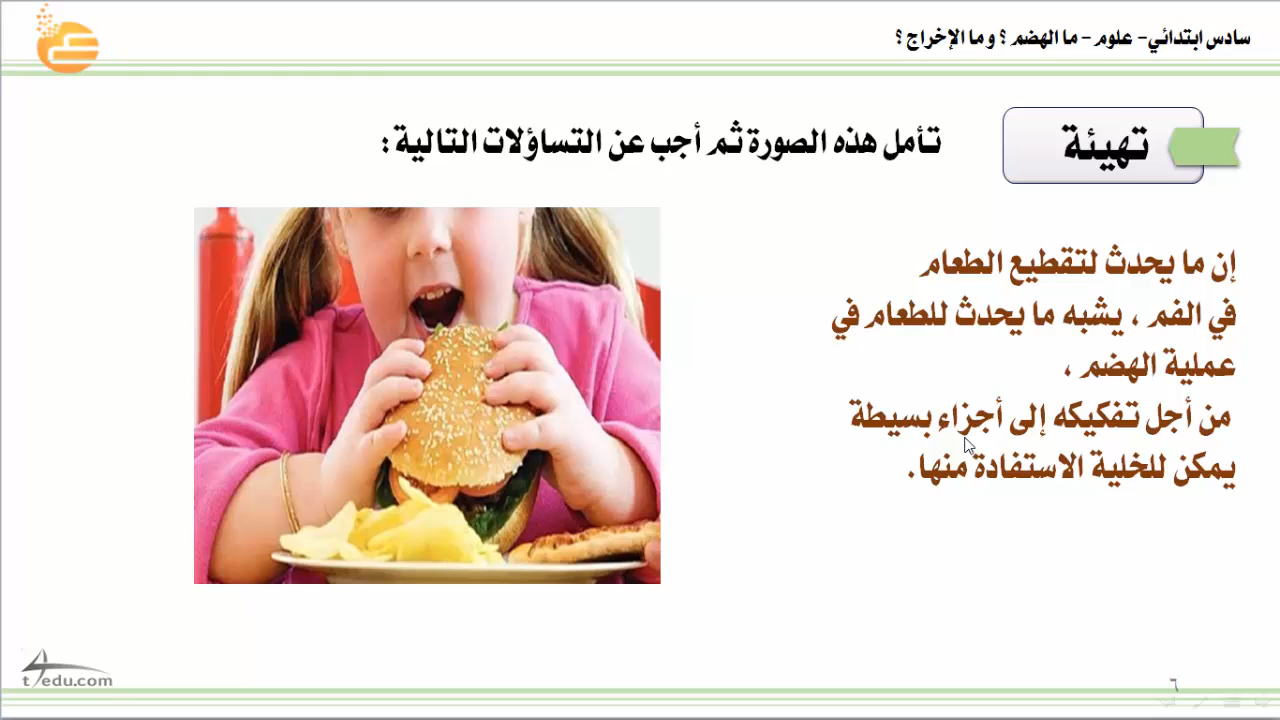 سادس ابتدائي- علوم- ما الهضم ؟ و ما الإخراج ؟
تهيئة
تأمل هذه الصورة ثم أجب عن التساؤلات التالية :
إن ما يحدث لتقطيع الطعام
في الفم ، يشبه ما يحدث للطعام في
عملية الهضم ،
من أجل تفكيكه إلى أجزاء بسيطة
يمكن للخلية الاستفادة منها.
t4edu.com
٦